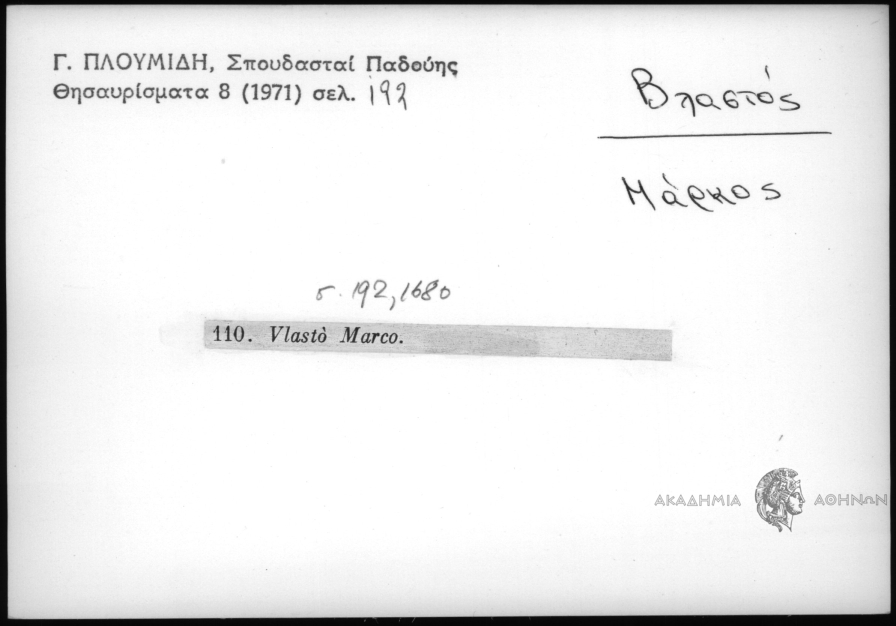 Γ. ΠΛΟΥΜΙΔΗ, Σπουδασταί Παδούης
Θησαυρίσματα 8 (1971) σελ. 192
Βλαστός
Μάρκος
σ. 192, 1680
110. Vlastò Marco.
ΑΚΑΔΗΜΙΑ ΑΘΗΝΩΝ